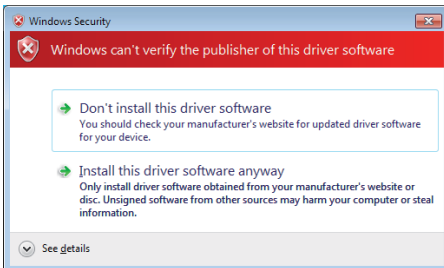 Windows Security
Windows can't verify the publisher of this driver software
Don't install this driver software
You should check your manufacturer's website for updated driver software
for your device.
Install this driver software anyway
Only install driver software obtained from your manufacturer's website or
disc. Unsigned software from other sources may harm your computer or steal
information.
See details